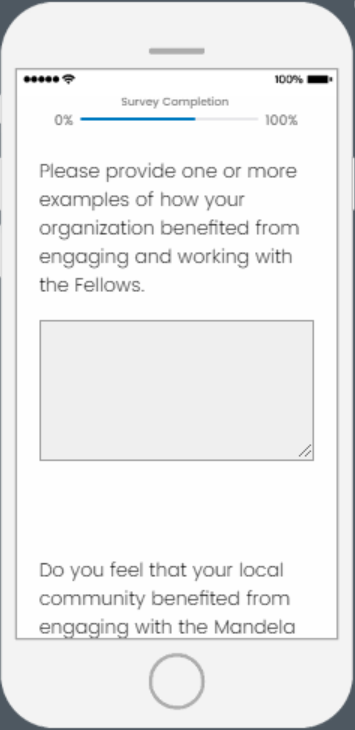 100%
Survey Completion
0% 100%
Please provide one or more
examples of how your
organization benefited from
engaging and working with
the Fellows.
Do you feel that your local
community benefited from
engaging with the Mandela